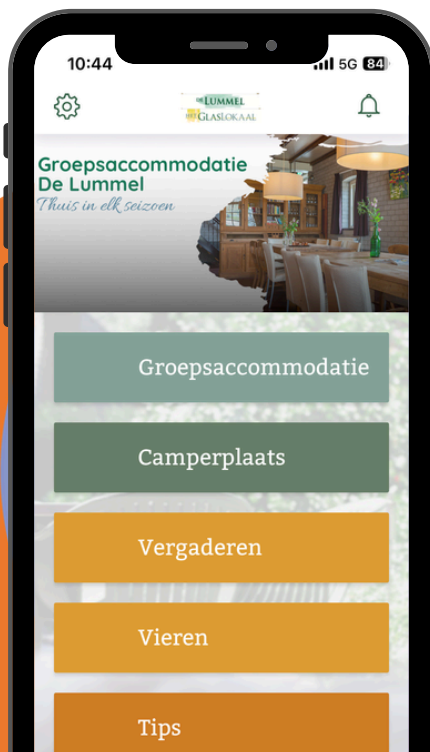 10:44
5G 84
DE LUMMEL
HET GLASLOKAAL
Groepsaccommodatie
De Lummel
Thuis in elk seizoen
Groepsaccommodatie
Camperplaats
Vergaderen
Vieren
Tips